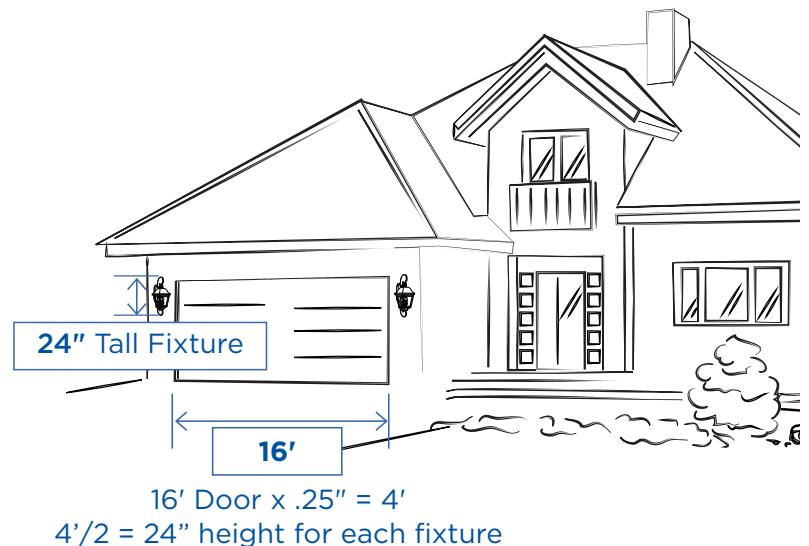 24" Tall Fixture
16'
16' Door x .25" = 4'
4’/2 = 24” height for each fixture